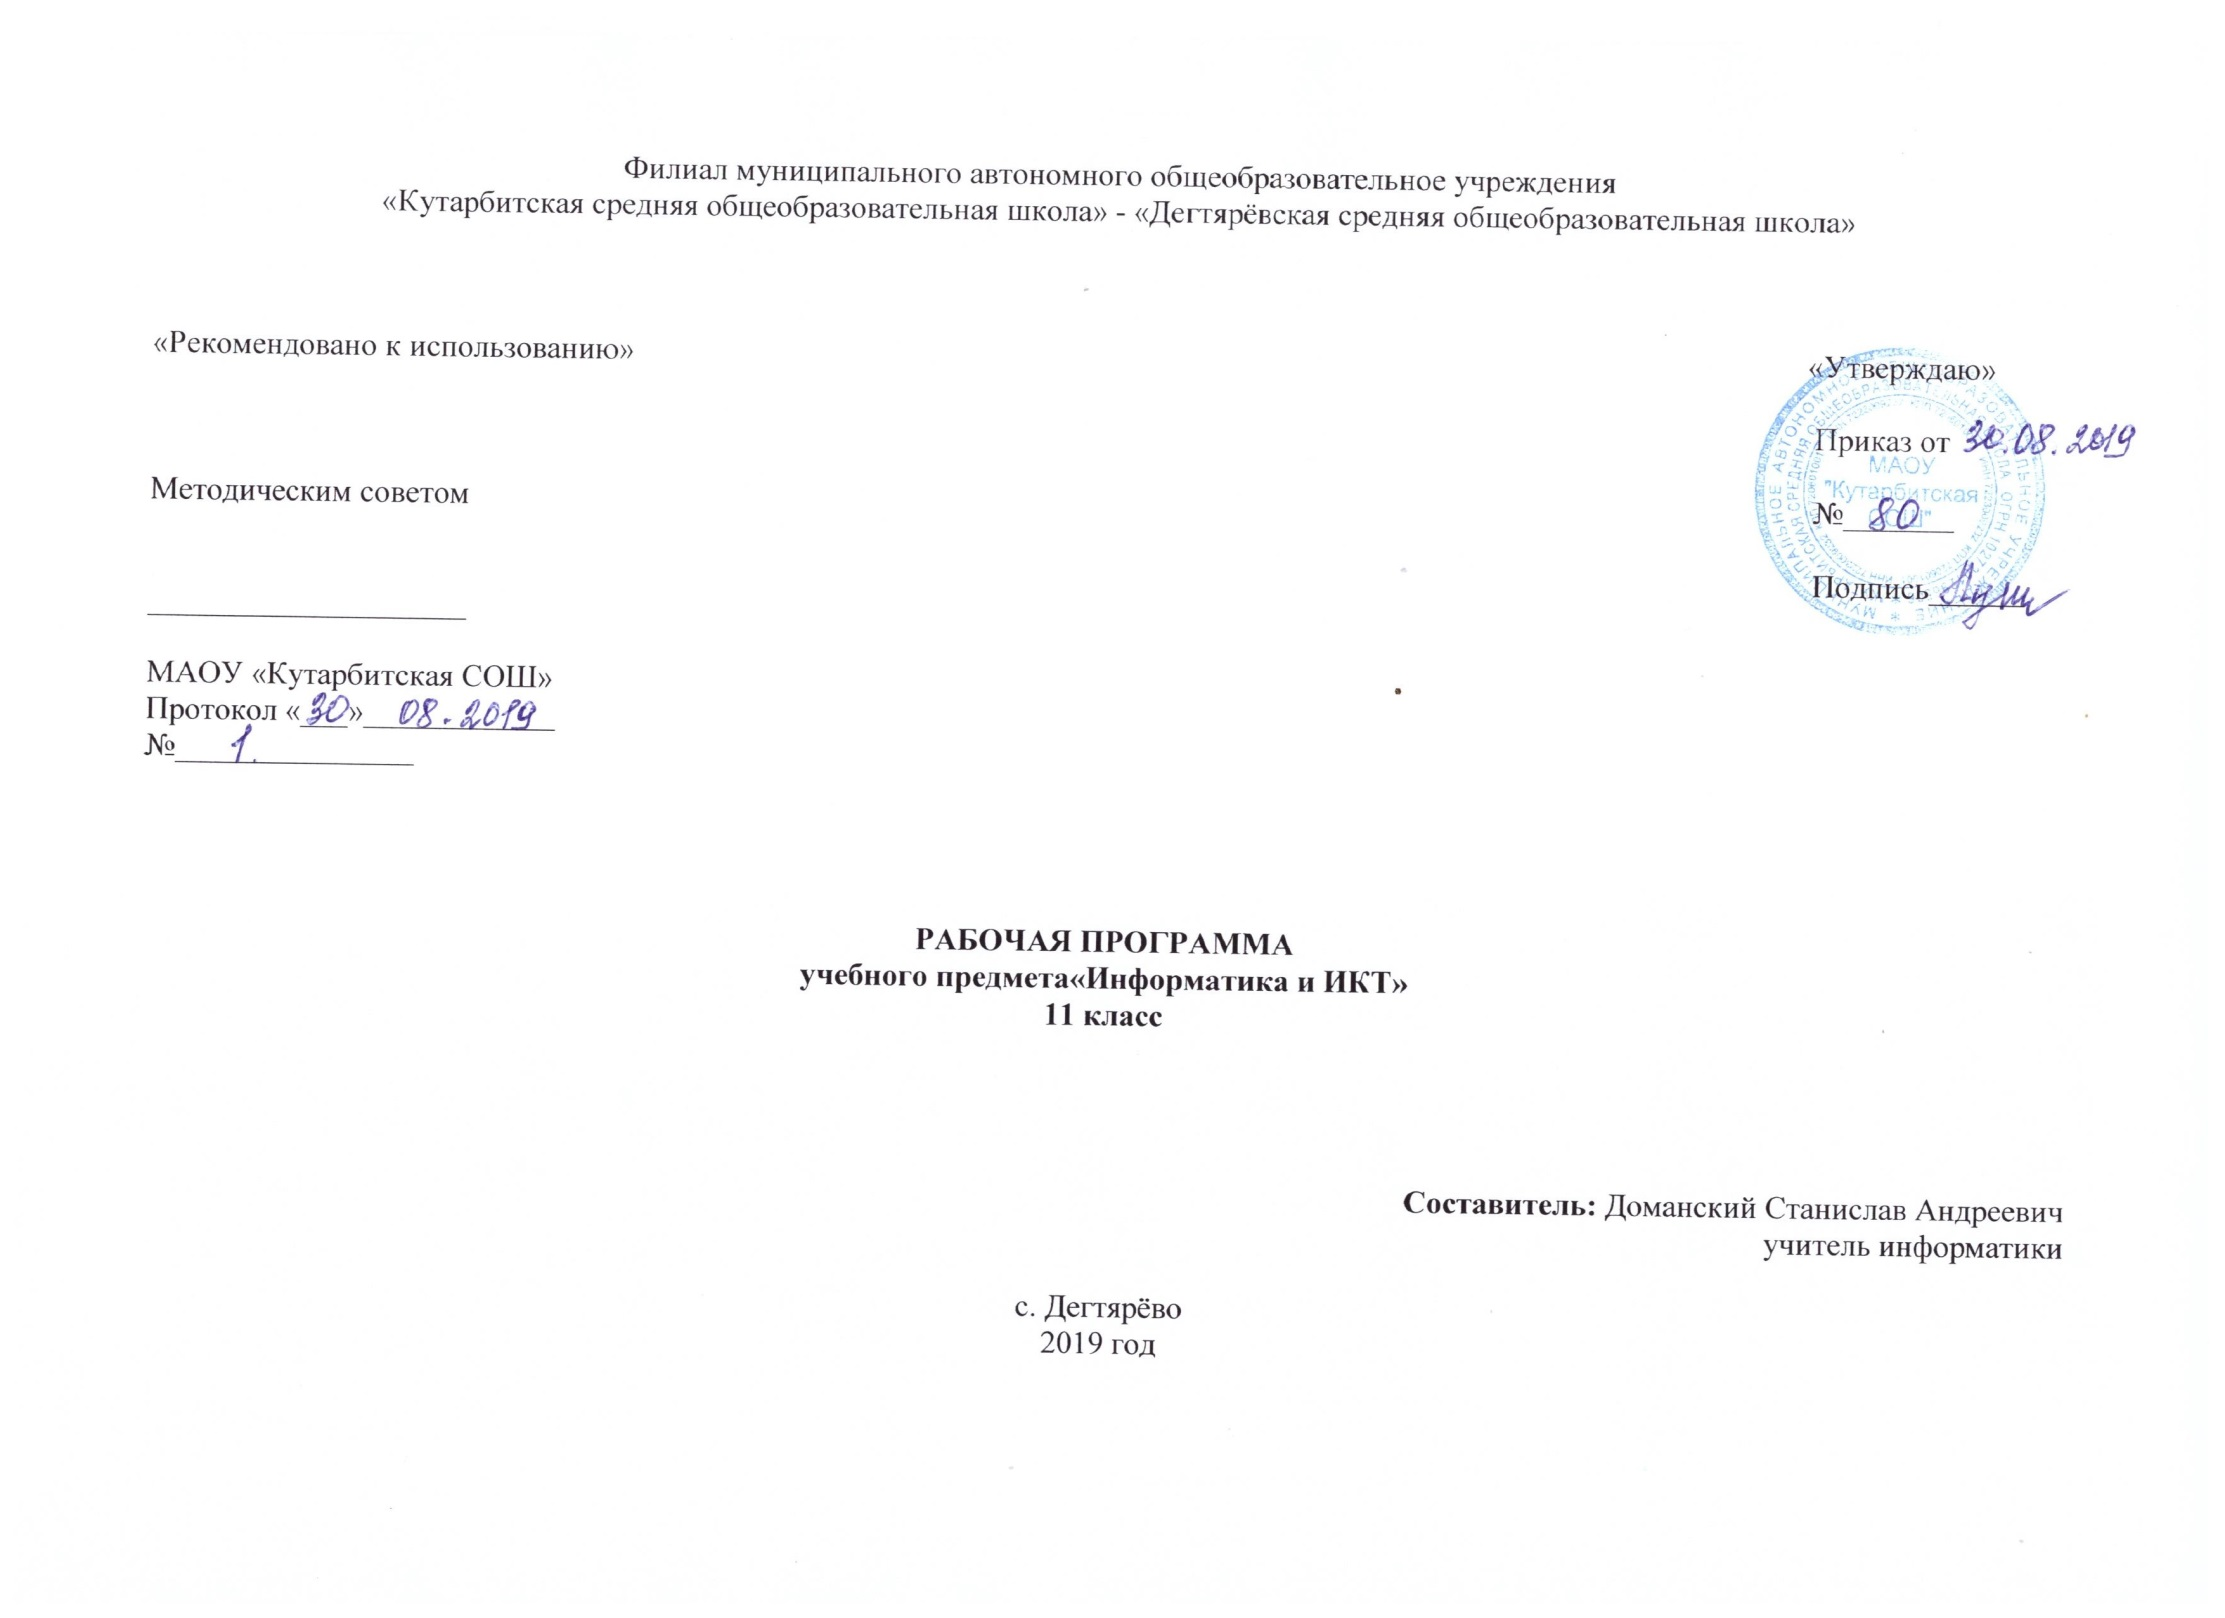 Филиал муниципального автономного общеобразовательное учреждения
«Кутарбитская средняя общеобразовательная школа» - «Дегтярёвская средняя общеобразовательная школа»
«Рекомендовано к использованию»
Методическим советом
____________________
МАОУ «Кутарбитская СОШ»
Протокол «30» 08.2019
№ 1.
«Утверждаю»
Приказ от 30.08.2019
№ 80
Подпись
МАОУ
"Кутарбитская
СОШ"
РАБОЧАЯ ПРОГРАММА
учебного предмета«Информатика и ИКТ»
11 класс
Составитель: Доманский Станислав Андреевич
учитель информатики
с. Дегтярёво
2019 год